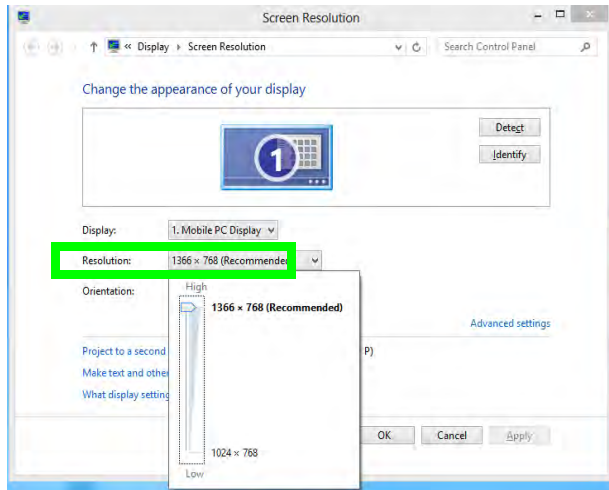 Screen Resolution
« Display ▸ Screen Resolution
Search Control Panel
Change the appearance of your display
1
Detect
Identify
Display: 1. Mobile PC Display
Resolution: 1366 × 768 (Recommended
Orientation:
High
1366 × 768 (Recommended)
Advanced settings
Project to a second P)
Make text and other
What display setting
OK Cancel Apply
1024 × 768
Low